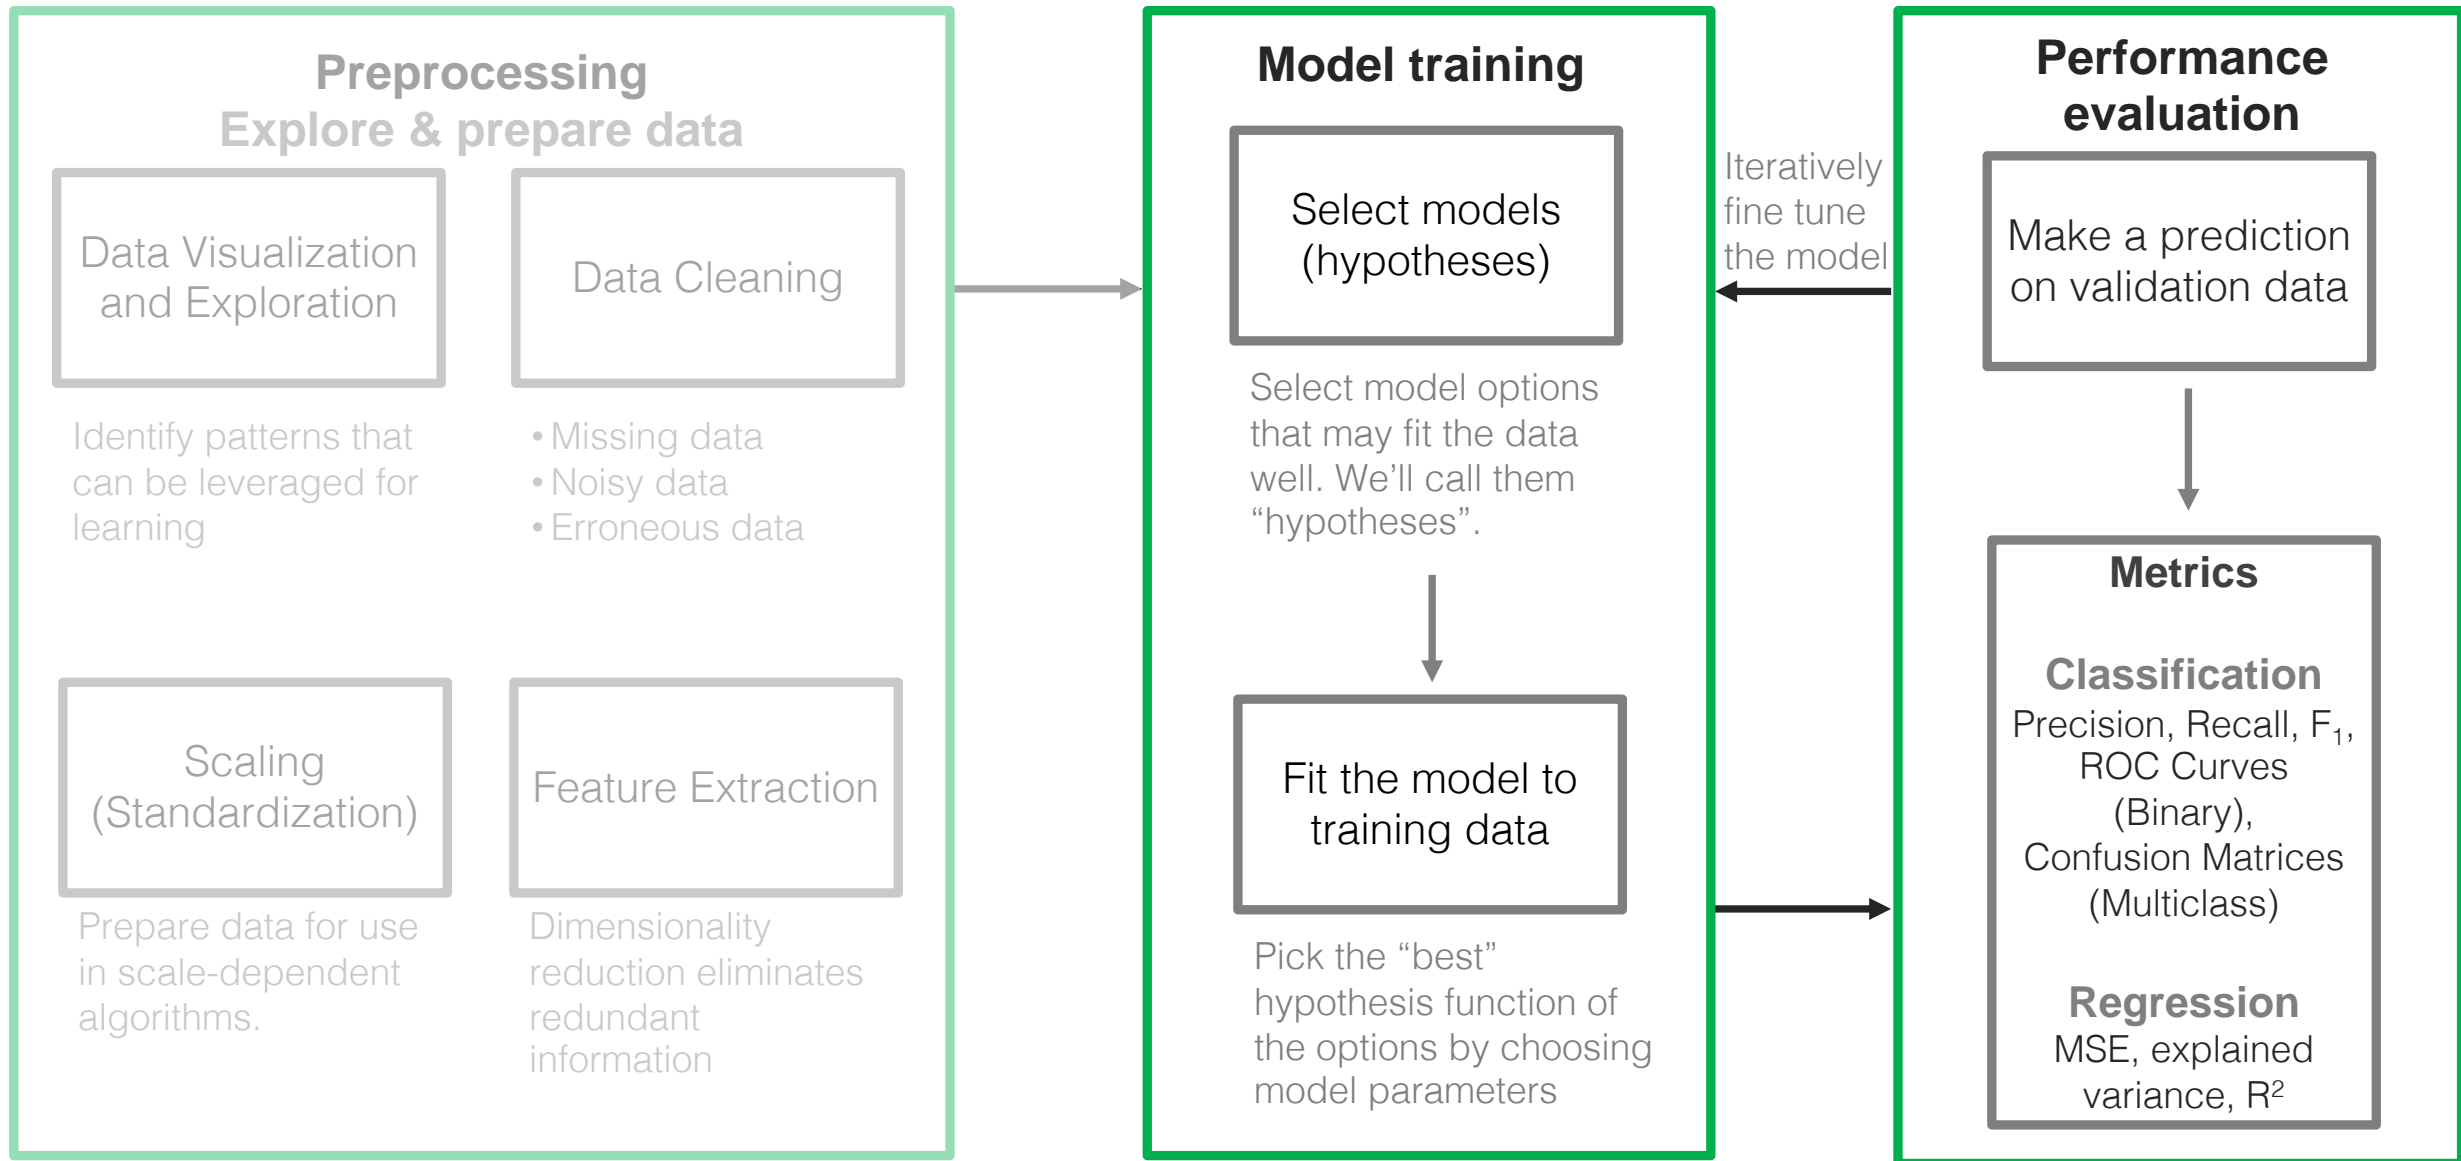 Preprocessing
Explore & prepare data
Data Visualization
and Exploration
Identify patterns that
can be leveraged for
learning
Data Cleaning
• Missing data
• Noisy data
• Erroneous data
Scaling
(Standardization)
Prepare data for use
in scale-dependent
algorithms.
Feature Extraction
Dimensionality
reduction eliminates
redundant
information
Model training
Select models
(hypotheses)
Select model options
that may fit the data
well. We’ll call them
“hypotheses”.
Fit the model to
training data
Pick the “best”
hypothesis function of
the options by choosing
model parameters
Iteratively
fine tune
the model
Performance
evaluation
Make a prediction
on validation data
Metrics
Classification
Precision, Recall, F₁,
ROC Curves
(Binary),
Confusion Matrices
(Multiclass)
Regression
MSE, explained
variance, R²